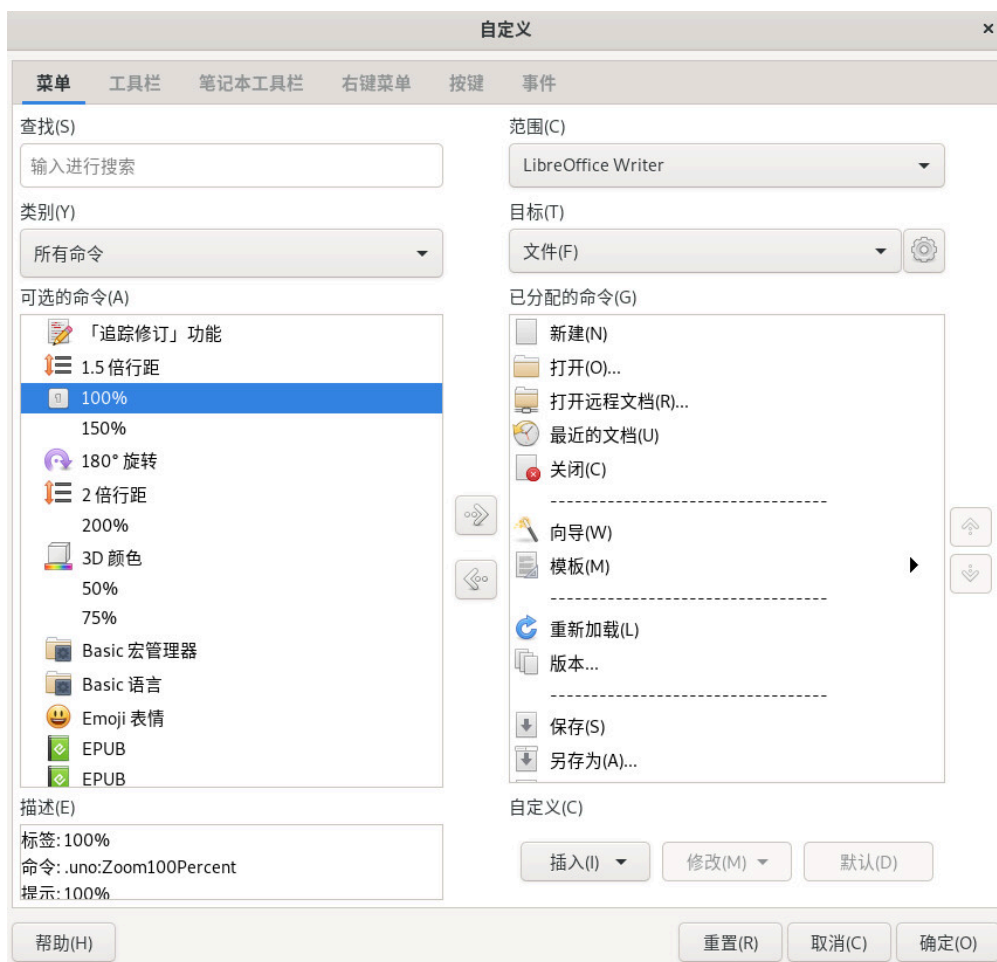 自定义
×
菜单 工具栏 笔记本工具栏 右键菜单 按键 事件
查找(S)
输入进行搜索
类别(Y)
所有命令
可选的命令(A)
「追踪修订」功能
1.5 倍行距
100%
150%
180° 旋转
2 倍行距
200%
3D 颜色
50%
75%
Basic 宏管理器
Basic 语言
Emoji 表情
EPUB
EPUB
描述(E)
标签: 100%
命令: .uno:Zoom100Percent
提示: 100%
范围(C)
LibreOffice Writer
目标(T)
文件(F)
已分配的命令(G)
新建(N)
打开(O)...
打开远程文档(R)...
最近的文档(U)
关闭(C)
----------------------------------
向导(W)
模板(M)
----------------------------------
重新加载(L)
版本...
----------------------------------
保存(S)
另存为(A)...
自定义(C)
插入(I) 修改(M) 默认(D)
帮助(H) 重置(R) 取消(C) 确定(O)